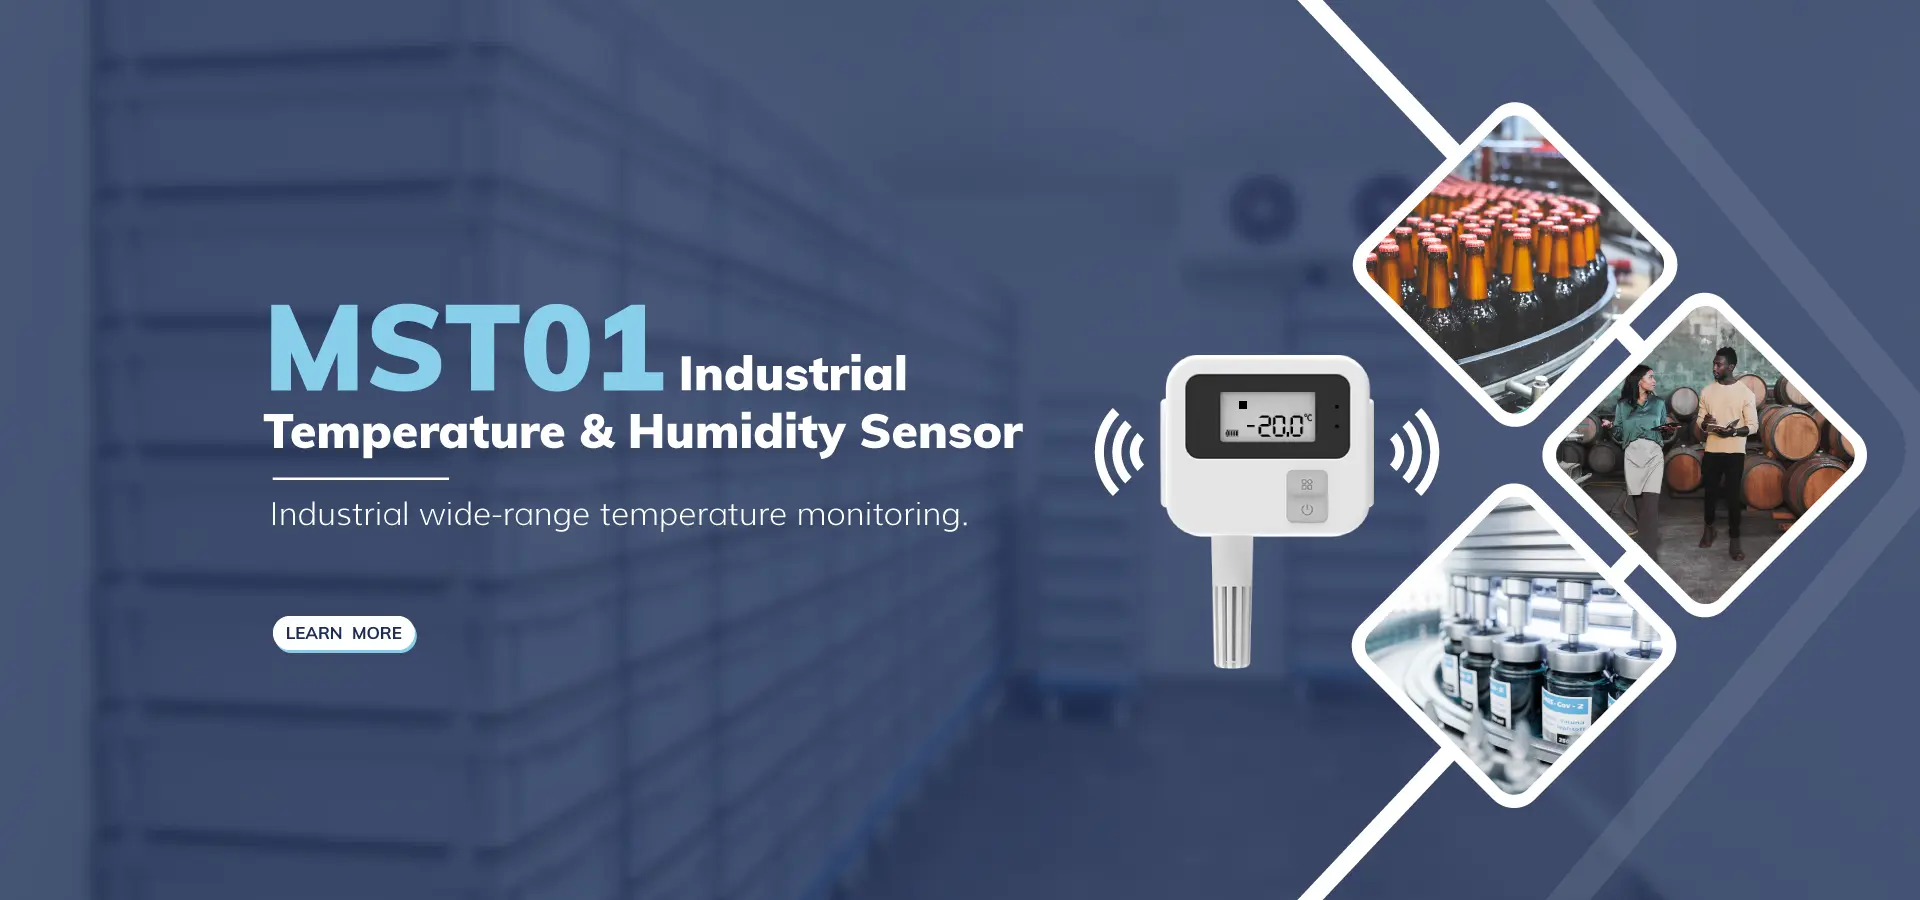 MST01 Industrial
Temperature & Humidity Sensor
Industrial wide-range temperature monitoring.
LEARN MORE
-20.0°C